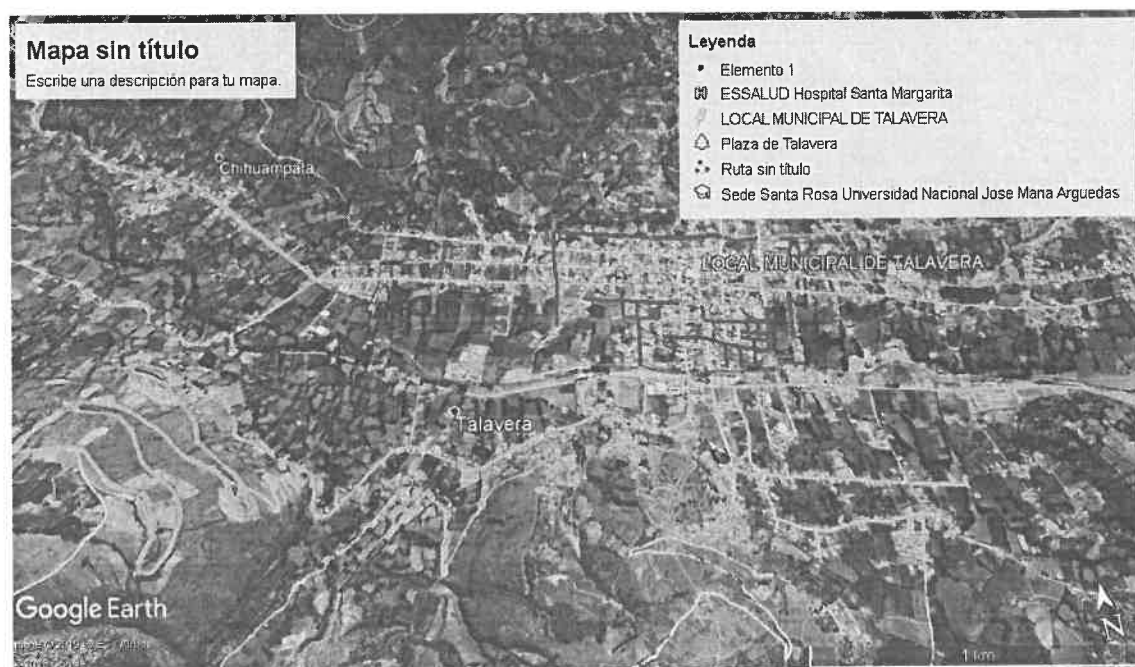 Mapa sin título
Escribe una descripción para tu mapa.
Leyenda
Elemento 1
ESSALUD Hospital Santa Margarita
LOCAL MUNICIPAL DE TALAVERA
Plaza de Talavera
Ruta sin título
Sede Santa Rosa Universidad Nacional Jose Maria Arguedas
Chihuampata
LOCAL MUNICIPAL DE TALAVERA
Talavera
Google Earth
N
1 km